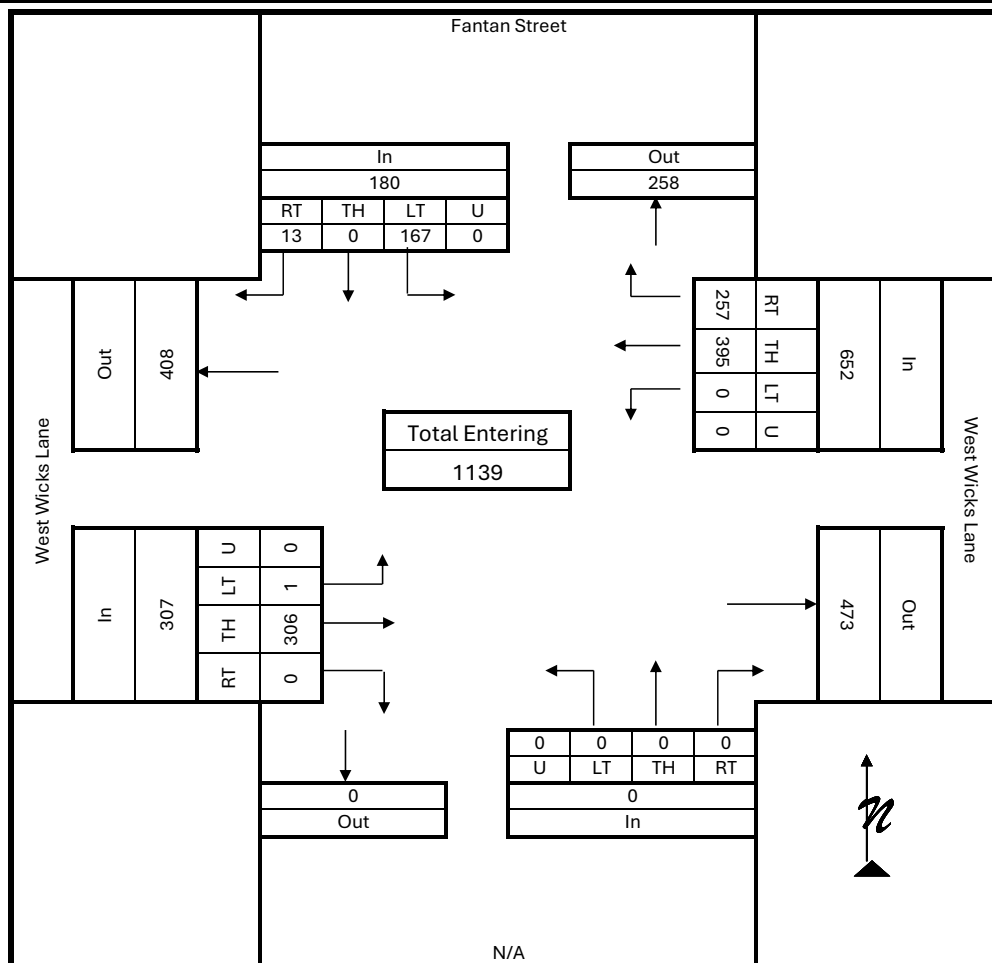 Fantan Street
In
180
RT TH LT U
13 0 167 0
Out
258
Out
408
West Wicks Lane
257 RT
395 TH
0 LT
0 U
652
In
West Wicks Lane
Total Entering
1139
In
307
U 0
LT 1
TH 306
RT 0
473
Out
0
Out
0 0 0 0
U LT TH RT
0
In
N
N/A